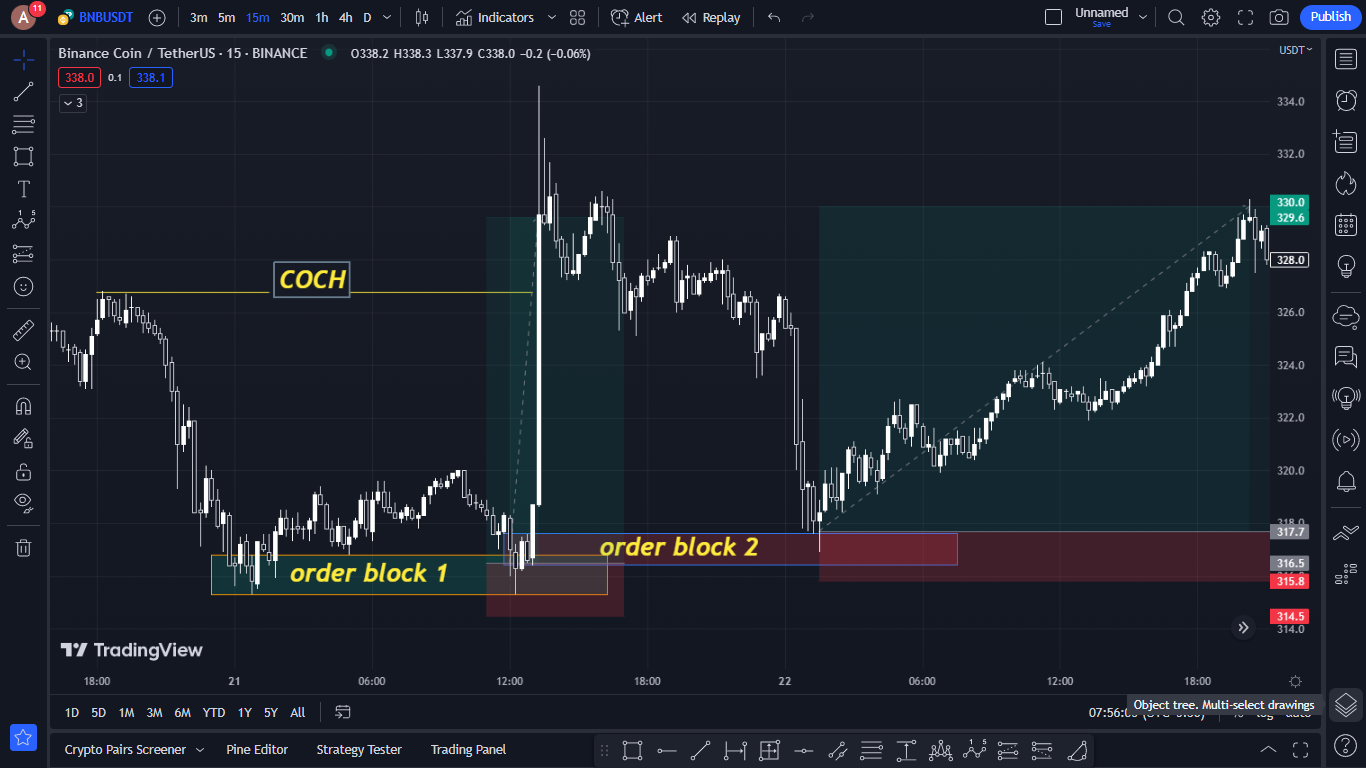 A
11
BNBUSDT
3m 5m 15m 30m 1h 4h D
Indicators
Alert
Replay
Unnamed
Save
Publish
Binance Coin / TetherUS · 15 · BINANCE
O338.2 H338.3 L337.9 C338.0 −0.2 (−0.06%)
USDT
338.0 0.1 338.1
3
334.0
332.0
330.0
329.6
328.0
326.0
324.0
322.0
320.0
318.0
317.7
316.5
315.8
314.5
314.0
COCH
order block 2
order block 1
TradingView
18:00 21 06:00 12:00 18:00 22 06:00 12:00 18:00
Object tree. Multi-select drawings
1D 5D 1M 3M 6M YTD 1Y 5Y All
Crypto Pairs Screener Pine Editor Strategy Tester Trading Panel